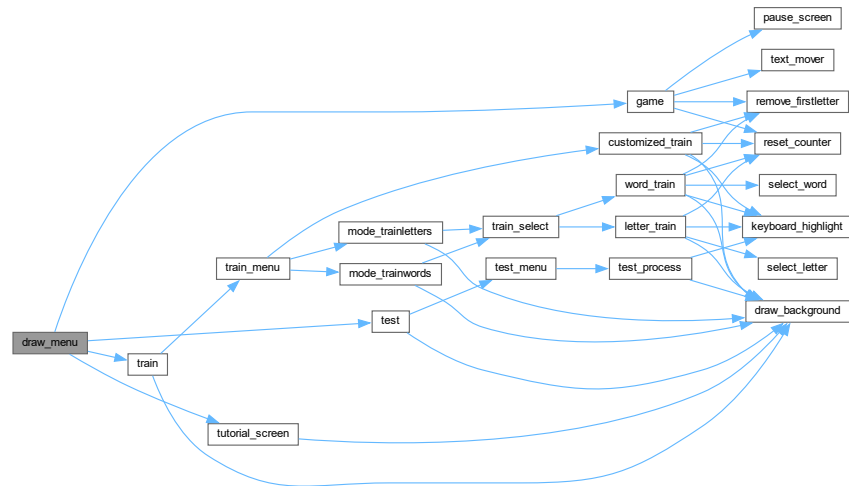 pause_screen
text_mover
game
remove_firstletter
customized_train
reset_counter
word_train
select_word
mode_trainletters
train_select
letter_train
keyboard_highlight
train_menu
mode_trainwords
test_menu
test_process
select_letter
draw_background
test
draw_menu
train
tutorial_screen